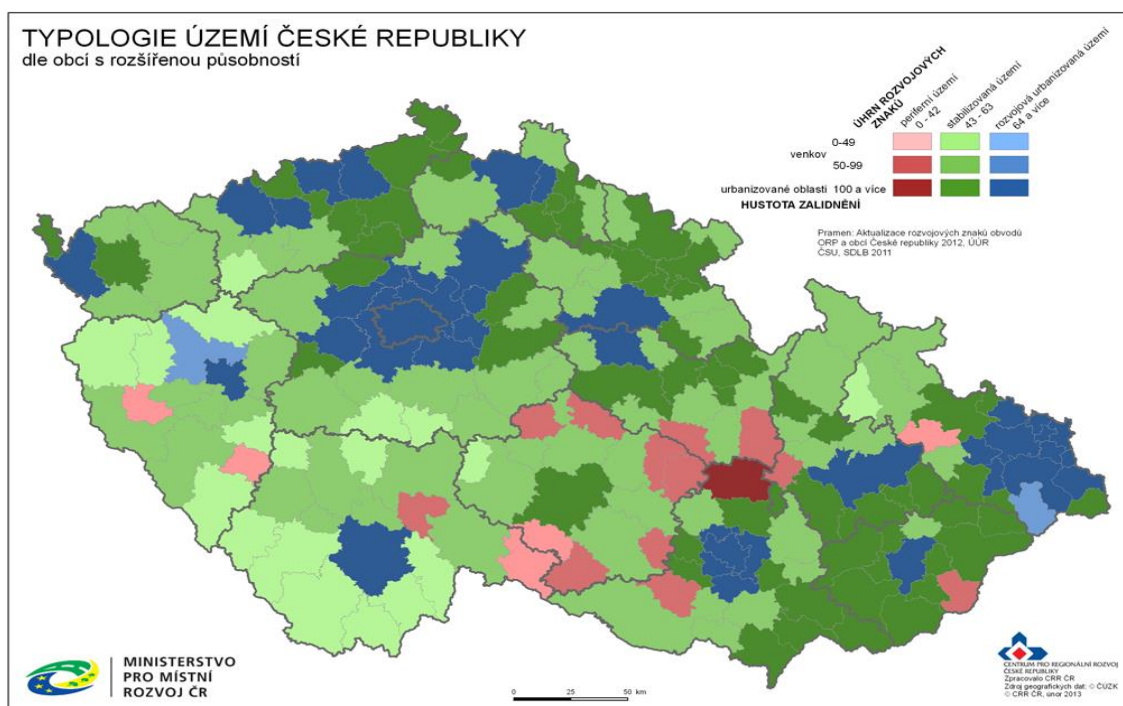 TYPOLOGIE ÚZEMÍ ČESKÉ REPUBLIKY
dle obcí s rozšířenou působností
ÚHRN ROZVOJOVÝCH
ZNAKŮ
periferní území
0 - 42
stabilizovaná území
43 - 63
rozvojová urbanizovaná území
64 a více
0-49
venkov
50-99
urbanizované oblasti 100 a více
HUSTOTA ZALIDNĚNÍ
Pramen: Aktualizace rozvojových znaků obvodů
ORP a obcí České republiky 2012, ÚÚR
ČSU, SDLB 2011
MINISTERSTVO
PRO MÍSTNÍ
ROZVOJ ČR
0 25 50 km
CENTRUM PRO REGIONÁLNÍ ROZVOJ
ČESKÉ REPUBLIKY
Zpracovalo CRR ČR
Zdroj geografických dat: © ČÚZK
© CRR ČR, únor 2013